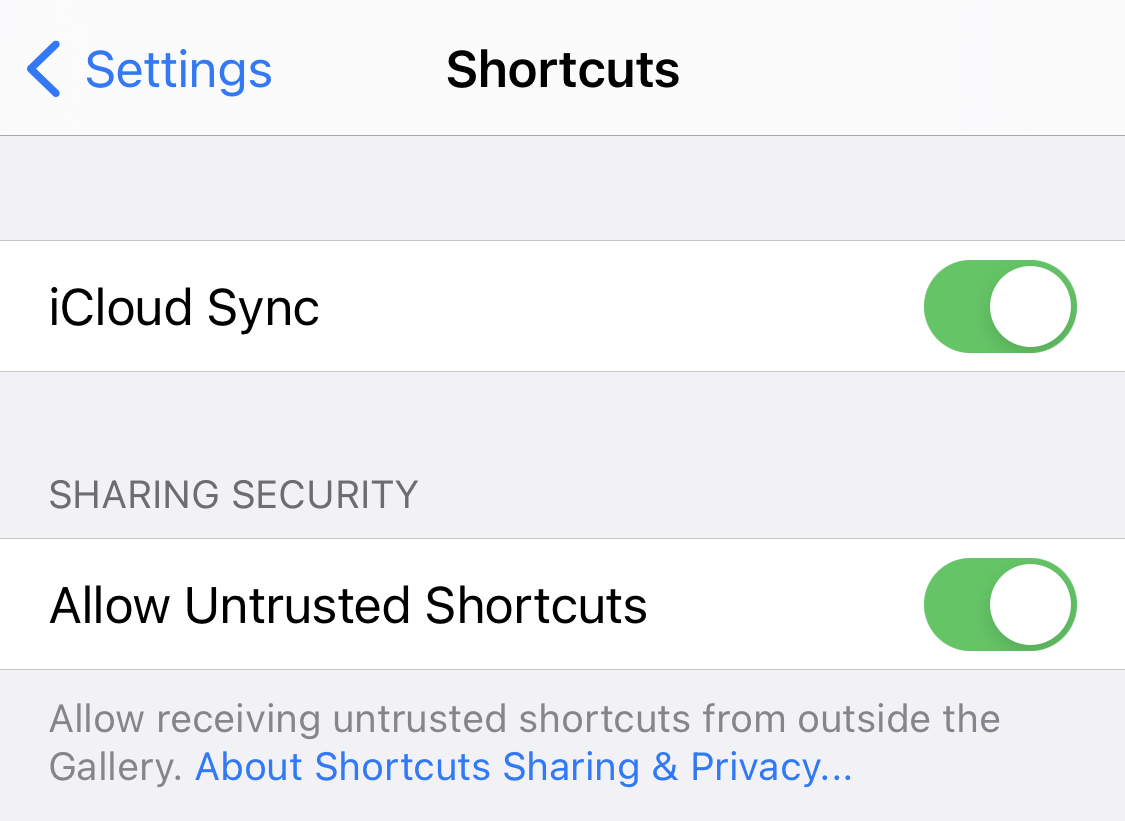 Settings
Shortcuts
iCloud Sync
SHARING SECURITY
Allow Untrusted Shortcuts
Allow receiving untrusted shortcuts from outside the
Gallery. About Shortcuts Sharing & Privacy...